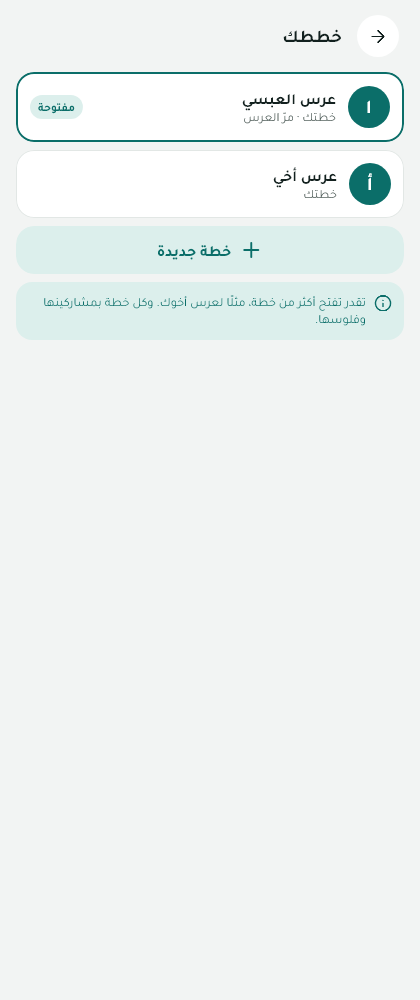 خططك
ا
عرس العبسي
خطتك · مرّ العرس
مفتوحة
أ
عرس أخي
خطتك
خطة جديدة
تقدر تفتح أكثر من خطة، مثلًا لعرس أخوك. وكل خطة بمشاركينها
وفلوسها.